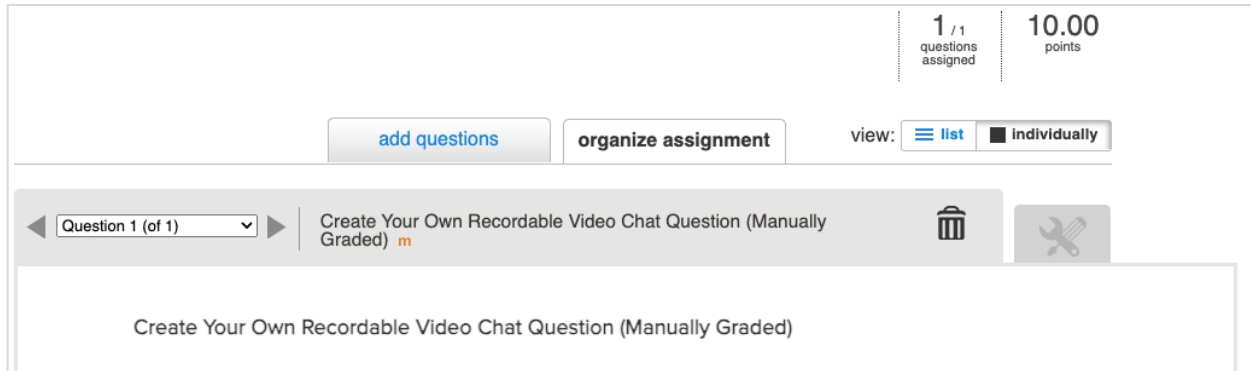 1 / 1
questions
assigned
10.00
points
add questions
organize assignment
view:
list
individually
Question 1 (of 1)
Create Your Own Recordable Video Chat Question (Manually
Graded) m
Create Your Own Recordable Video Chat Question (Manually Graded)